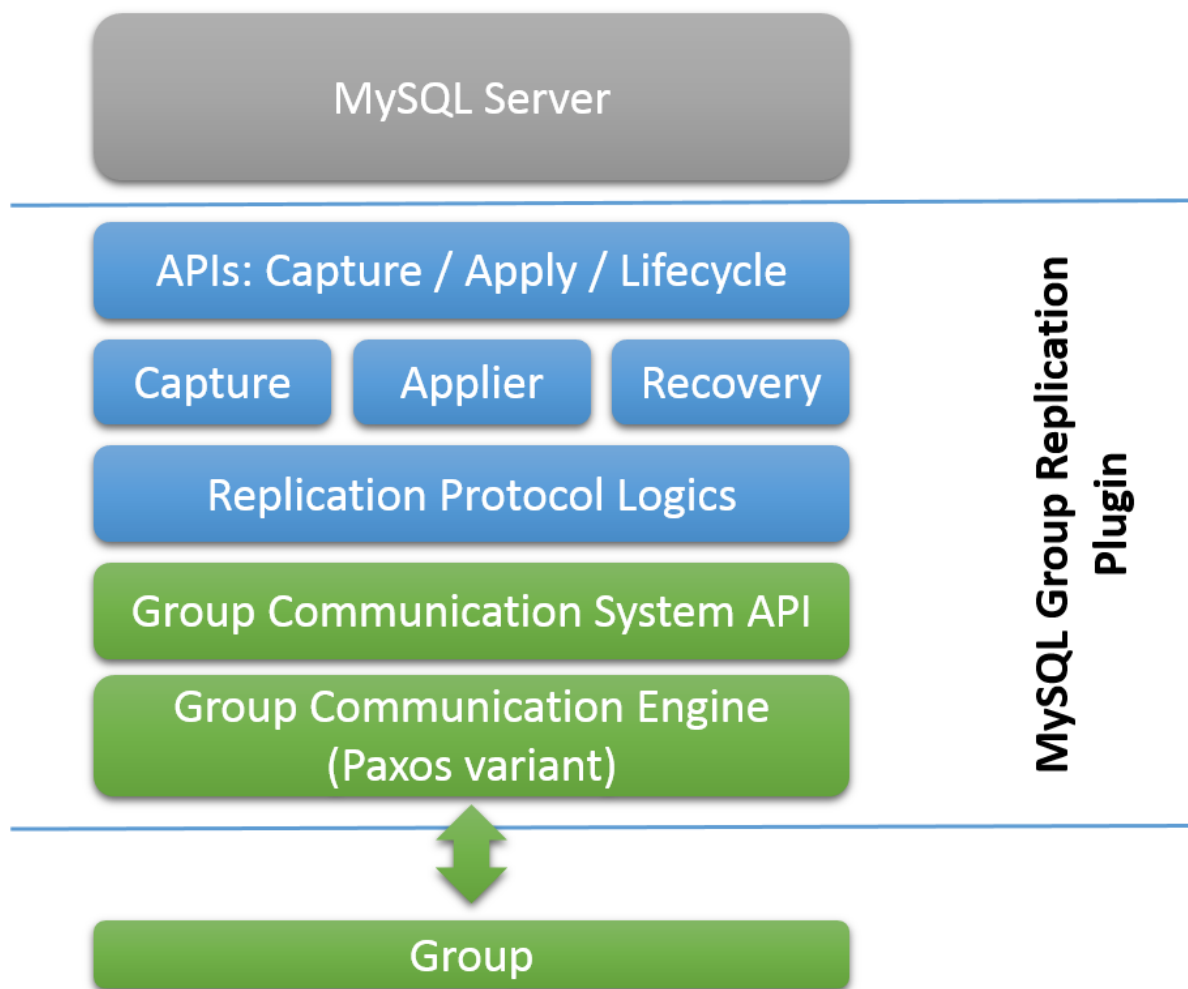 MySQL Server
APIs: Capture / Apply / Lifecycle
Capture
Applier
Recovery
Replication Protocol Logics
Group Communication System API
Group Communication Engine
(Paxos variant)
Group
MySQL Group Replication
Plugin